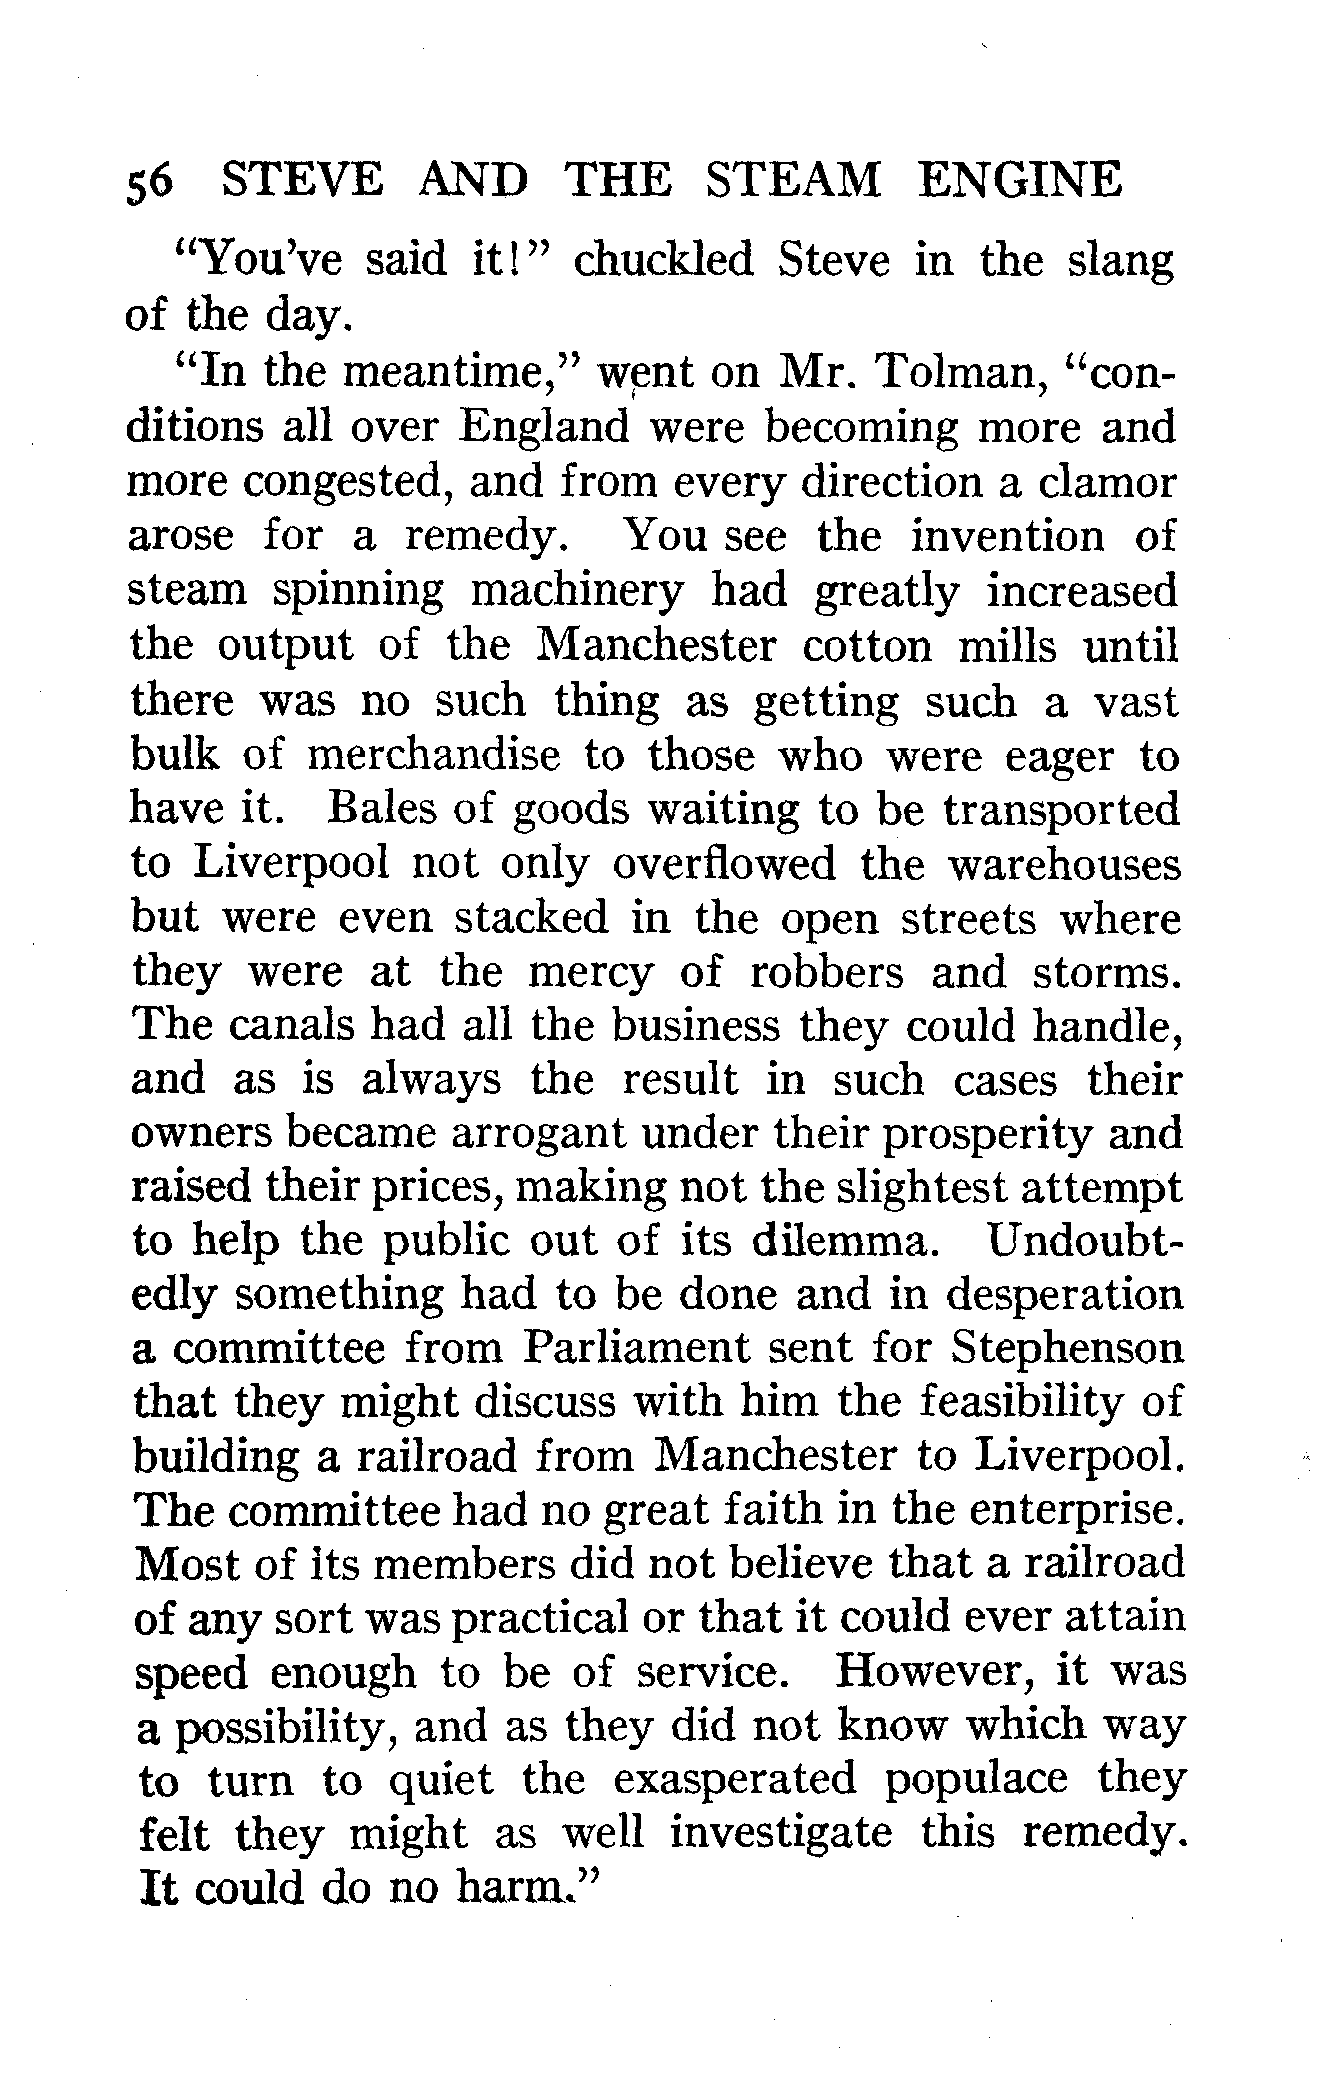 56 STEVE AND THE STEAM ENGINE
“You've said it!” chuckled Steve in the slang
of the day.
“In the meantime,” went on Mr. Tolman, “con-
ditions all over England were becoming more and
more congested, and from every direction a clamor
arose for a remedy. You see the invention of
steam spinning machinery had greatly increased
the output of the Manchester cotton mills until
there was no such thing as getting such a vast
bulk of merchandise to those who were eager to
have it. Bales of goods waiting to be transported
to Liverpool not only overflowed the warehouses
but were even stacked in the open streets where
they were at the mercy of robbers and storms.
The canals had all the business they could handle,
and as is always the result in such cases their
owners became arrogant under their prosperity and
raised their prices, making not the slightest attempt
to help the public out of its dilemma. Undoubt-
edly something had to be done and in desperation
a committee from Parliament sent for Stephenson
that they might discuss with him the feasibility of
building a railroad from Manchester to Liverpool.
The committee had no great faith in the enterprise.
Most of its members did not believe that a railroad
of any sort was practical or that it could ever attain
speed enough to be of service. However, it was
a possibility, and as they did not know which way
to turn to quiet the exasperated populace they
felt they might as well investigate this remedy.
It could do no harm.”